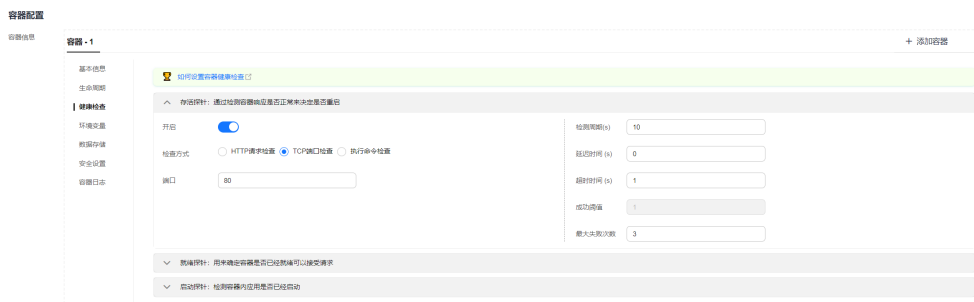 容器配置
容器信息
容器 - 1
+ 添加容器
基本信息
生命周期
健康检查
环境变量
数据存储
安全设置
容器日志
如何设置容器健康检查
存活探针：通过检测容器响应是否正常来决定是否重启
开启
检查方式
HTTP请求检查 TCP端口检查 执行命令检查
端口
80
检测周期(s)
10
延迟时间 (s)
0
超时时间 (s)
1
成功阈值
1
最大失败次数
3
就绪探针：用来确定容器是否已经就绪可以接受请求
启动探针：检测容器内应用是否已经启动